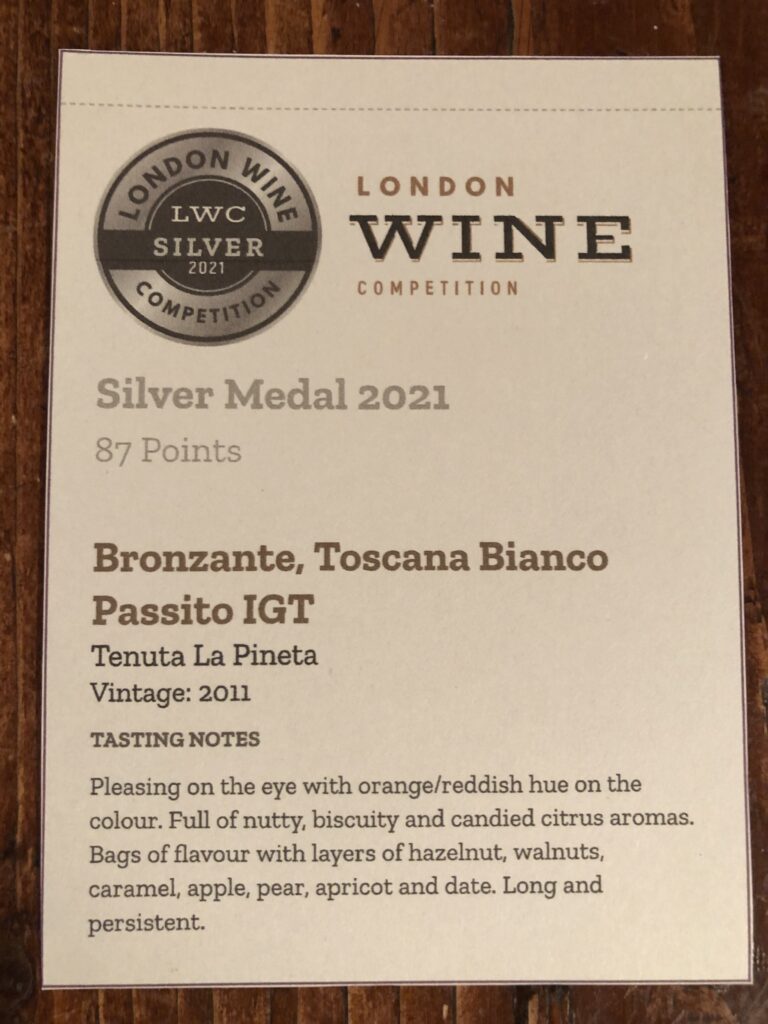 LONDON WINE
LWC
SILVER
2021
COMPETITION
LONDON
WINE
COMPETITION
Silver Medal 2021
87 Points
Bronzante, Toscana Bianco
Passito IGT
Tenuta La Pineta
Vintage: 2011
TASTING NOTES
Pleasing on the eye with orange/reddish hue on the
colour. Full of nutty, biscuity and candied citrus aromas.
Bags of flavour with layers of hazelnut, walnuts,
caramel, apple, pear, apricot and date. Long and
persistent.